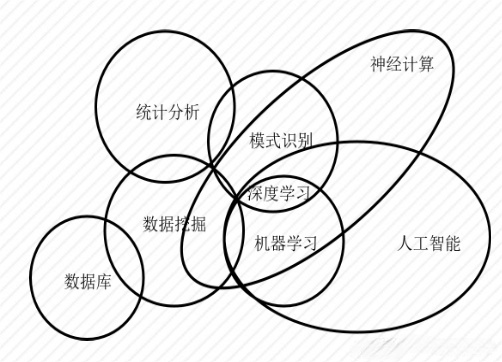 神经计算
统计分析
模式识别
深度学习
数据挖掘
机器学习
人工智能
数据库